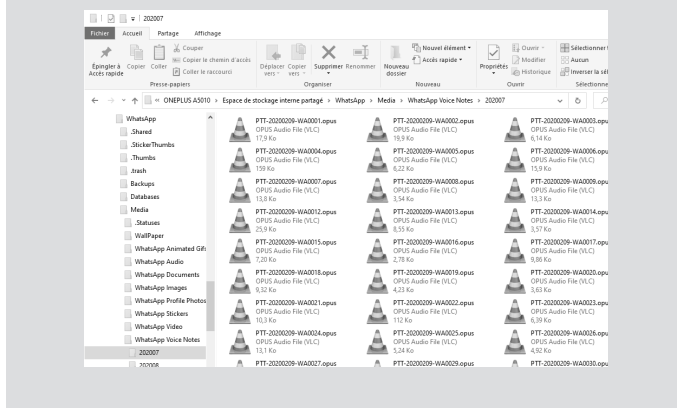 202007
Fichier Accueil Partage Affichage
Épingler à Accès rapide
Copier
Coller
Couper
Copier le chemin d'accès
Coller le raccourci
Presse-papiers
Déplacer vers
Copier vers
Supprimer
Renommer
Organiser
Nouveau dossier
Nouvel élément
Accès rapide
Nouveau
Propriétés
Ouvrir
Modifier
Historique
Ouvrir
Sélectionner
Aucun
Inverser la sél
Sélectionne
« ONEPLUS A5010 > Espace de stockage interne partagé > WhatsApp > Media > WhatsApp Voice Notes > 202007
WhatsApp
.Shared
.StickerThumbs
.Thumbs
.trash
Backups
Databases
Media
.Statuses
WallPaper
WhatsApp Animated Gifs
WhatsApp Audio
WhatsApp Documents
WhatsApp Images
WhatsApp Profile Photos
WhatsApp Stickers
WhatsApp Video
WhatsApp Voice Notes
202007
202008
PTT-20200209-WA0001.opus PTT-20200209-WA0002.opus PTT-20200209-WA0003.opu
OPUS Audio File (VLC) OPUS Audio File (VLC) OPUS Audio File (VLC)
17,9 Ko 19,9 Ko 6,14 Ko
PTT-20200209-WA0004.opus PTT-20200209-WA0005.opus PTT-20200209-WA0006.opu
OPUS Audio File (VLC) OPUS Audio File (VLC) OPUS Audio File (VLC)
159 Ko 6,22 Ko 15,9 Ko
PTT-20200209-WA0007.opus PTT-20200209-WA0008.opus PTT-20200209-WA0009.opu
OPUS Audio File (VLC) OPUS Audio File (VLC) OPUS Audio File (VLC)
13,8 Ko 3,54 Ko 13,3 Ko
PTT-20200209-WA0012.opus PTT-20200209-WA0013.opus PTT-20200209-WA0014.opu
OPUS Audio File (VLC) OPUS Audio File (VLC) OPUS Audio File (VLC)
25,9 Ko 8,55 Ko 3,57 Ko
PTT-20200209-WA0015.opus PTT-20200209-WA0016.opus PTT-20200209-WA0017.opu
OPUS Audio File (VLC) OPUS Audio File (VLC) OPUS Audio File (VLC)
7,20 Ko 2,78 Ko 9,86 Ko
PTT-20200209-WA0018.opus PTT-20200209-WA0019.opus PTT-20200209-WA0020.opu
OPUS Audio File (VLC) OPUS Audio File (VLC) OPUS Audio File (VLC)
9,32 Ko 4,23 Ko 3,63 Ko
PTT-20200209-WA0021.opus PTT-20200209-WA0022.opus PTT-20200209-WA0023.opu
OPUS Audio File (VLC) OPUS Audio File (VLC) OPUS Audio File (VLC)
10,3 Ko 112 Ko 6,39 Ko
PTT-20200209-WA0024.opus PTT-20200209-WA0025.opus PTT-20200209-WA0026.opu
OPUS Audio File (VLC) OPUS Audio File (VLC) OPUS Audio File (VLC)
13,1 Ko 5,24 Ko 4,92 Ko
PTT-20200209-WA0027.opus PTT-20200209-WA0029.opus PTT-20200209-WA0030.opu